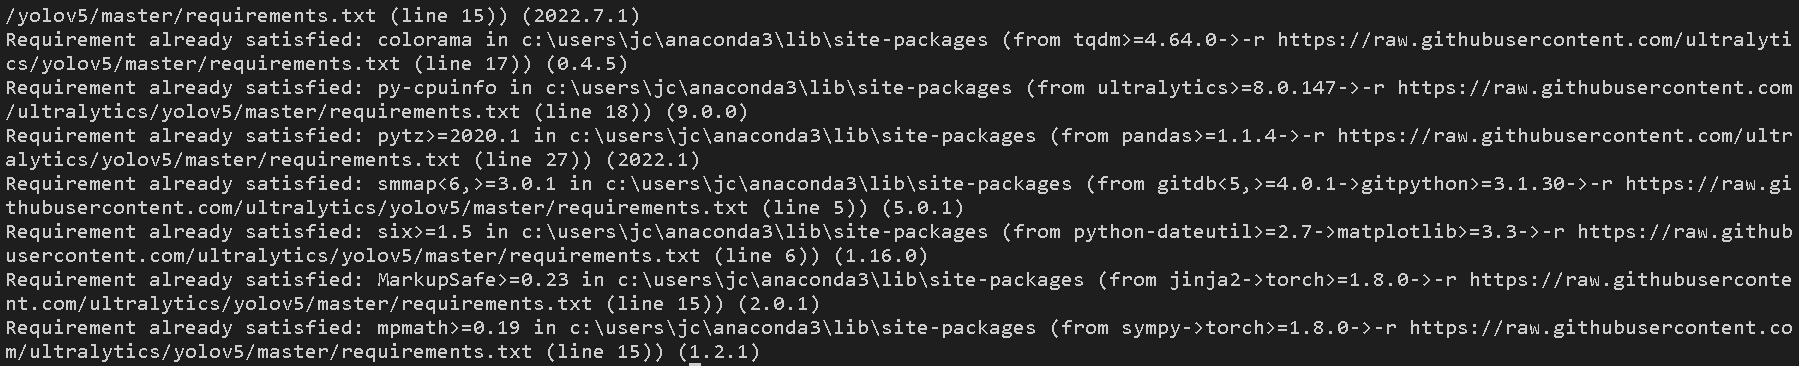 /yolov5/master/requirements.txt (line 15)) (2022.7.1)
Requirement already satisfied: colorama in c:\users\jc\anaconda3\lib\site-packages (from tqdm>=4.64.0->-r https://raw.githubusercontent.com/ultralyti
cs/yolov5/master/requirements.txt (line 17)) (0.4.5)
Requirement already satisfied: py-cpuinfo in c:\users\jc\anaconda3\lib\site-packages (from ultralytics>=8.0.147->-r https://raw.githubusercontent.com
/ultralytics/yolov5/master/requirements.txt (line 18)) (9.0.0)
Requirement already satisfied: pytz>=2020.1 in c:\users\jc\anaconda3\lib\site-packages (from pandas>=1.1.4->-r https://raw.githubusercontent.com/ultr
alytics/yolov5/master/requirements.txt (line 27)) (2022.1)
Requirement already satisfied: smmap<6,>=3.0.1 in c:\users\jc\anaconda3\lib\site-packages (from gitdb<5,>=4.0.1->gitpython>=3.1.30->-r https://raw.gi
thubusercontent.com/ultralytics/yolov5/master/requirements.txt (line 5)) (5.0.1)
Requirement already satisfied: six>=1.5 in c:\users\jc\anaconda3\lib\site-packages (from python-dateutil>=2.7->matplotlib>=3.3->-r https://raw.github
usercontent.com/ultralytics/yolov5/master/requirements.txt (line 6)) (1.16.0)
Requirement already satisfied: MarkupSafe>=0.23 in c:\users\jc\anaconda3\lib\site-packages (from jinja2->torch>=1.8.0->-r https://raw.githubuserconte
nt.com/ultralytics/yolov5/master/requirements.txt (line 15)) (2.0.1)
Requirement already satisfied: mpmath>=0.19 in c:\users\jc\anaconda3\lib\site-packages (from sympy->torch>=1.8.0->-r https://raw.githubusercontent.co
m/ultralytics/yolov5/master/requirements.txt (line 15)) (1.2.1)